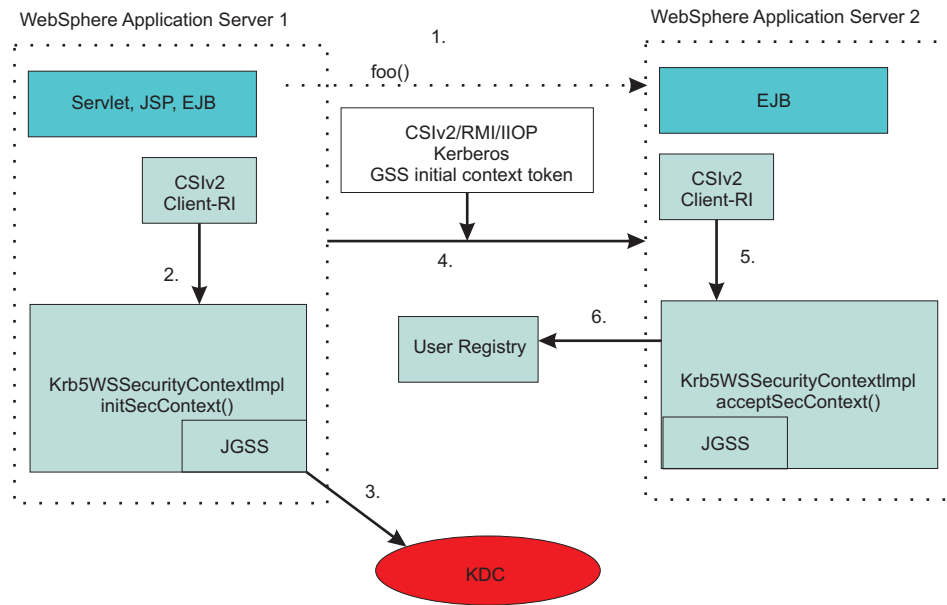 WebSphere Application Server 1
WebSphere Application Server 2
1.
foo()
Servlet, JSP, EJB
EJB
CSIv2/RMI/IIOP
Kerberos
GSS initial context token
CSIv2
Client-RI
CSIv2
Client-RI
2.
4.
5.
6.
User Registry
Krb5WSSecurityContextImpl
initSecContext()
JGSS
Krb5WSSecurityContextImpl
acceptSecContext()
JGSS
3.
KDC